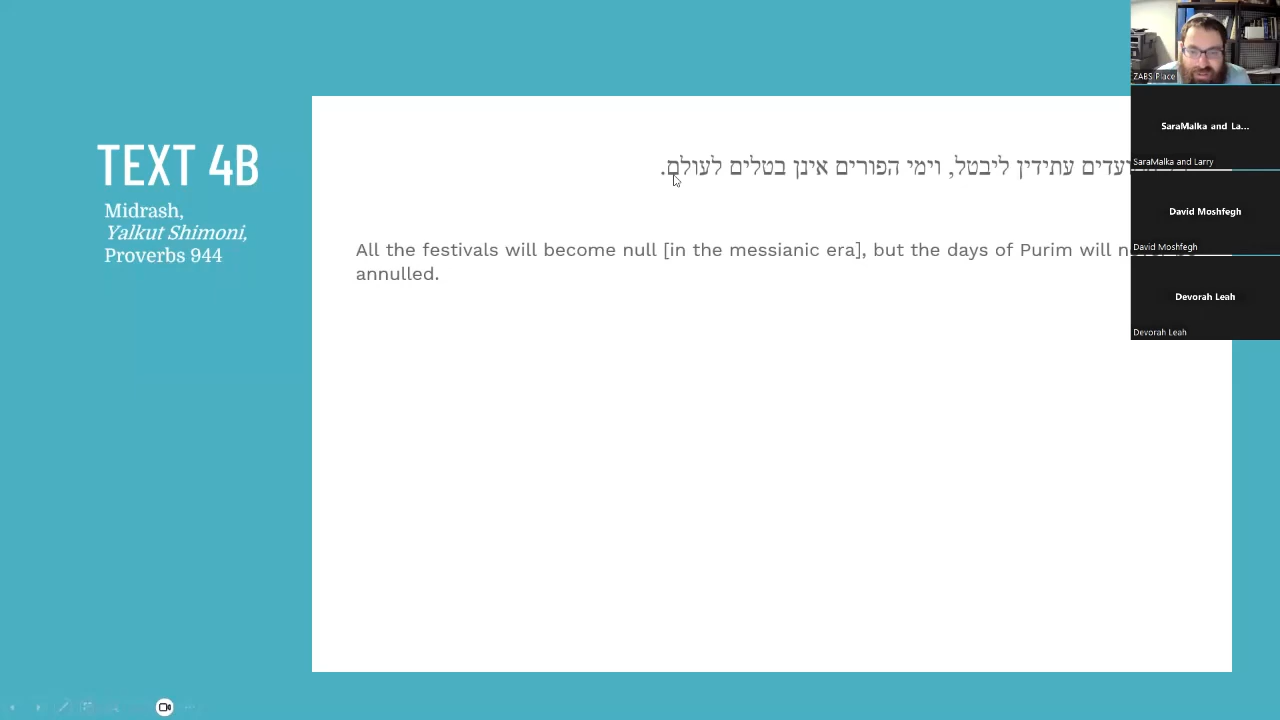 TEXT 4B
Midrash,
Yalkut Shimoni,
Proverbs 944
עתידין ליבטל, וימי הפורים אינן בטלים לעולם.
All the festivals will become null [in the messianic era], but the days of Purim will
annulled.
ZABS Place
SaraMalka and La...
SaraMalka and Larry
David Moshfegh
David Moshfegh
Devorah Leah
Devorah Leah